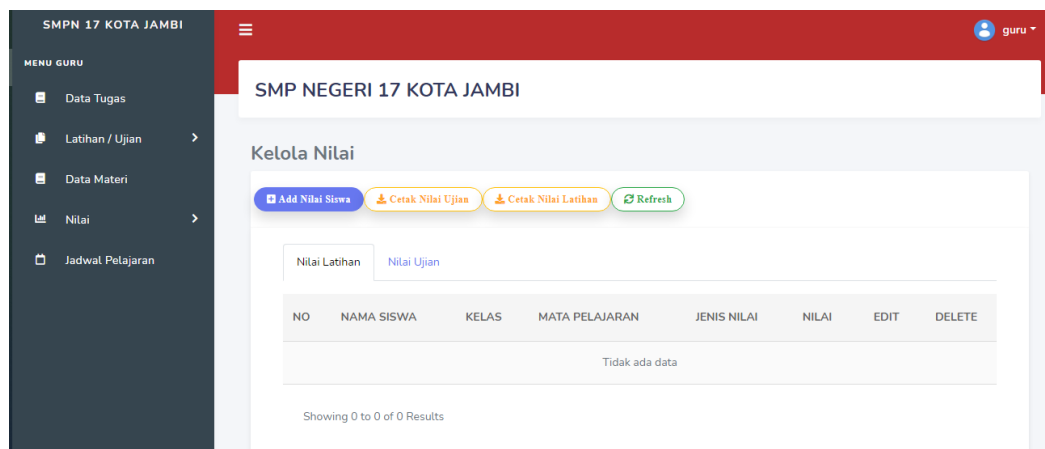 SMPN 17 KOTA JAMBI
guru
MENU GURU
Data Tugas
Latihan / Ujian
Data Materi
Nilai
Jadwal Pelajaran
SMP NEGERI 17 KOTA JAMBI
Kelola Nilai
Add Nilai Siswa Cetak Nilai Ujian Cetak Nilai Latihan Refresh
Nilai Latihan Nilai Ujian
NO NAMA SISWA KELAS MATA PELAJARAN JENIS NILAI NILAI EDIT DELETE
Tidak ada data
Showing 0 to 0 of 0 Results